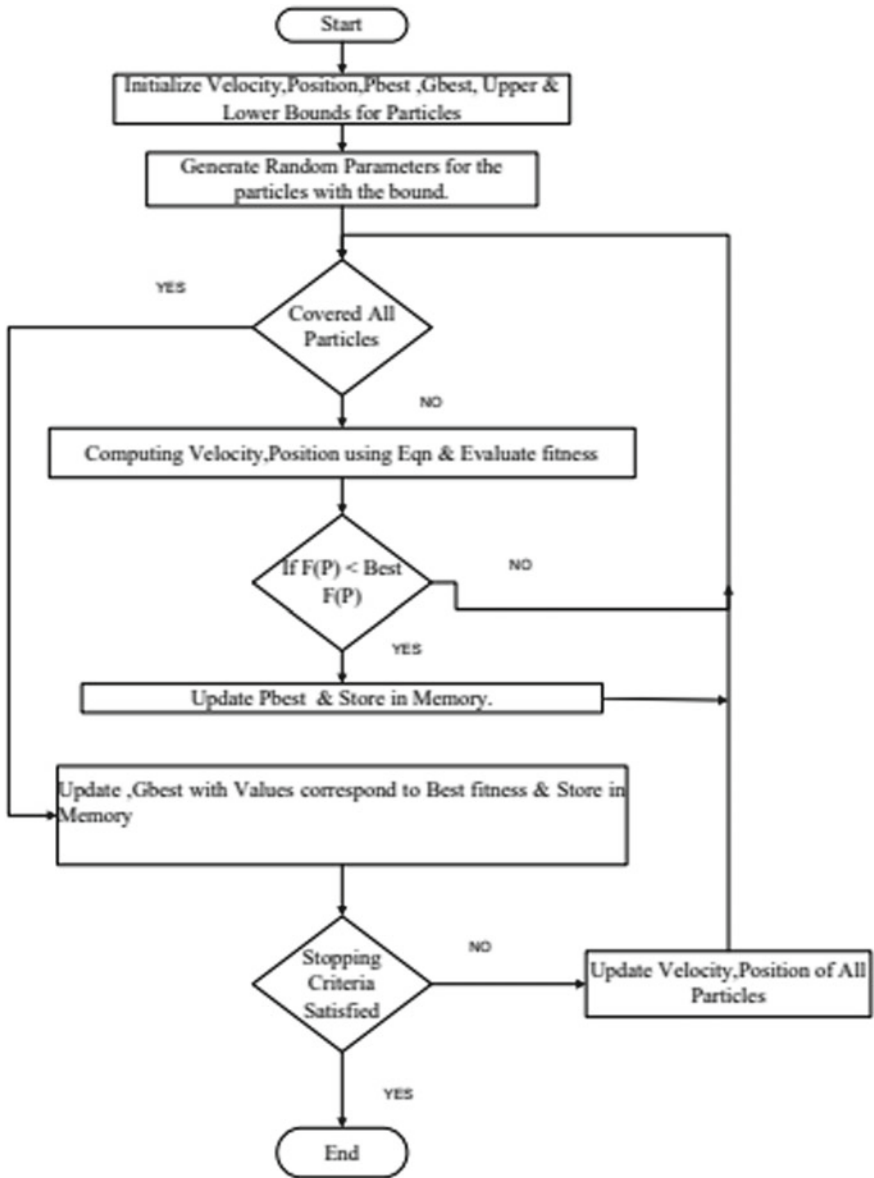 Start
Initialize Velocity,Position,Pbest ,Gbest, Upper &
Lower Bounds for Particles
Generate Random Parameters for the
particles with the bound.
YES
Covered All
Particles
NO
Computing Velocity,Position using Eqn & Evaluate fitness
If F(P) < Best
F(P)
NO
YES
Update Pbest & Store in Memory.
Update ,Gbest with Values correspond to Best fitness & Store in
Memory
Stopping
Criteria
Satisfied
NO
Update Velocity,Position of All
Particles
YES
End